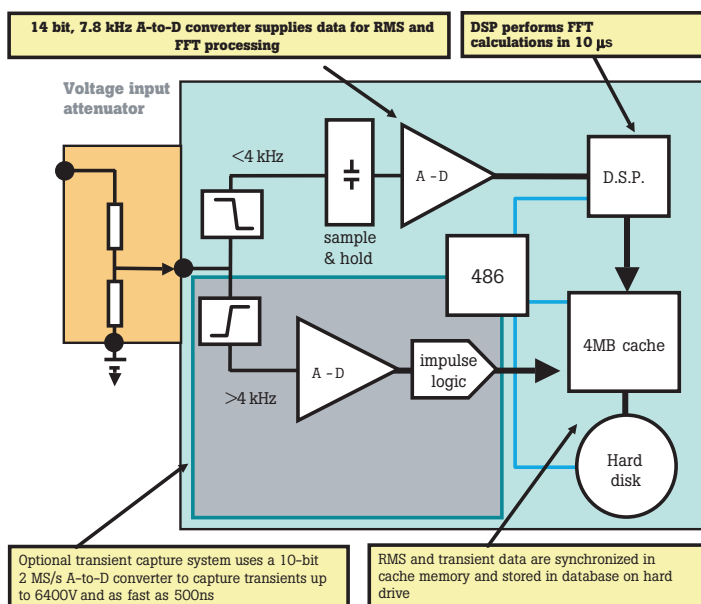 14 bit, 7.8 kHz A-to-D converter supplies data for RMS and
FFT processing
DSP performs FFT
calculations in 10 µs
Voltage input
attenuator
<4 kHz
A - D
D.S.P.
sample
& hold
486
4MB cache
A - D
impulse
logic
>4 kHz
Hard
disk
Optional transient capture system uses a 10-bit
2 MS/s A-to-D converter to capture transients up
to 6400V and as fast as 500ns
RMS and transient data are synchronized in
cache memory and stored in database on hard
drive